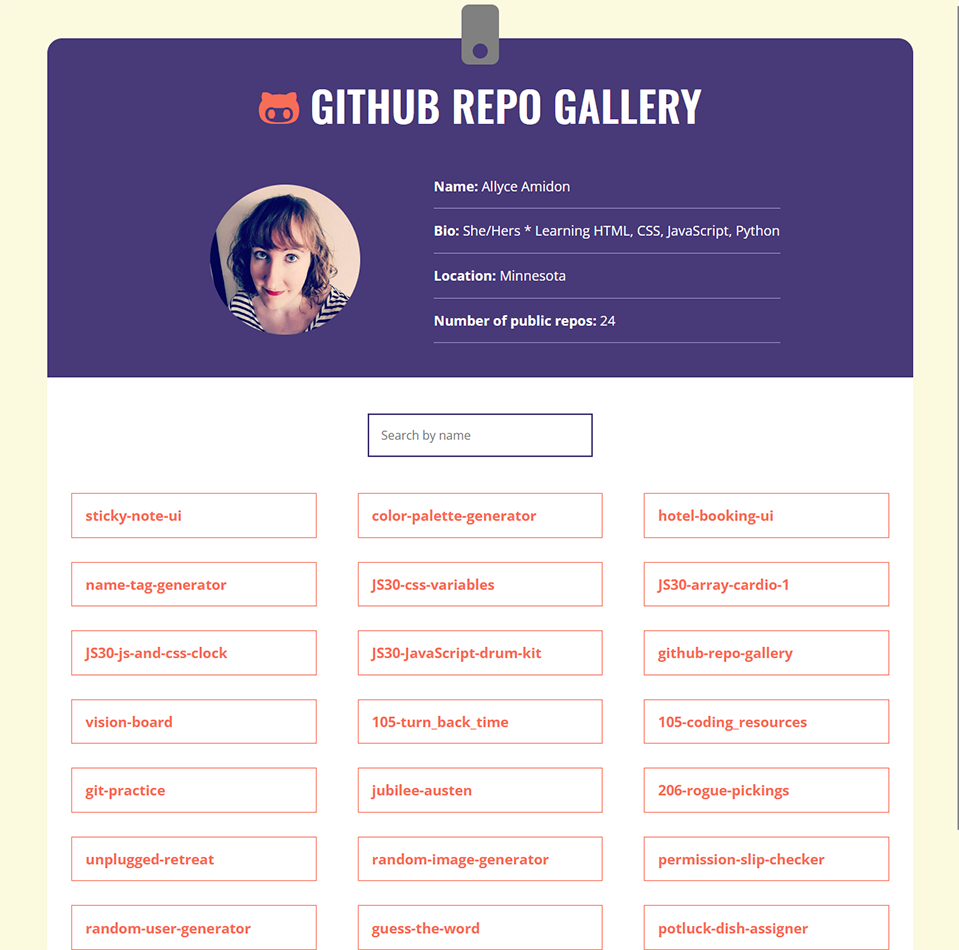 GITHUB REPO GALLERY
Name: Allyce Amidon
Bio: She/Hers * Learning HTML, CSS, JavaScript, Python
Location: Minnesota
Number of public repos: 24
Search by name
sticky-note-ui
color-palette-generator
hotel-booking-ui
name-tag-generator
JS30-css-variables
JS30-array-cardio-1
JS30-js-and-css-clock
JS30-JavaScript-drum-kit
github-repo-gallery
vision-board
105-turn_back_time
105-coding_resources
git-practice
jubilee-austen
206-rogue-pickings
unplugged-retreat
random-image-generator
permission-slip-checker
random-user-generator
guess-the-word
potluck-dish-assigner